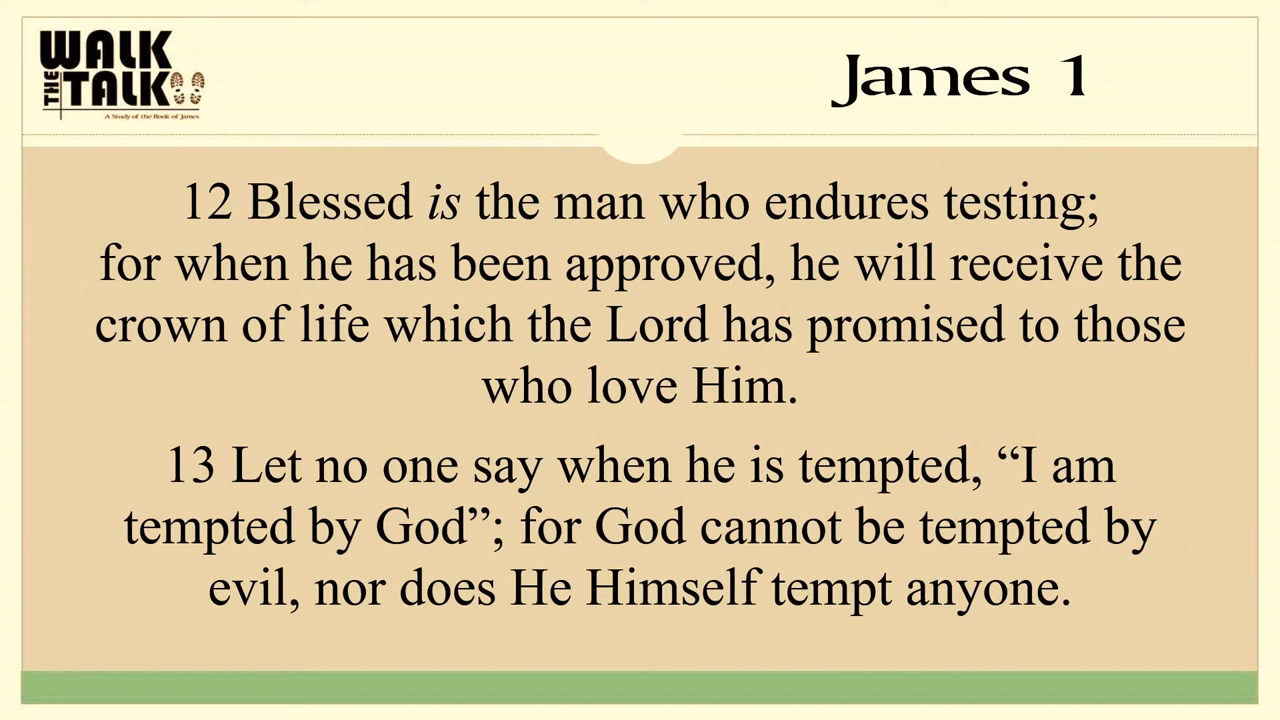 WALK
THE
TALK
A Study of the Book of James
James 1
12 Blessed is the man who endures testing;
for when he has been approved, he will receive the
crown of life which the Lord has promised to those
who love Him.
13 Let no one say when he is tempted, “I am
tempted by God”; for God cannot be tempted by
evil, nor does He Himself tempt anyone.